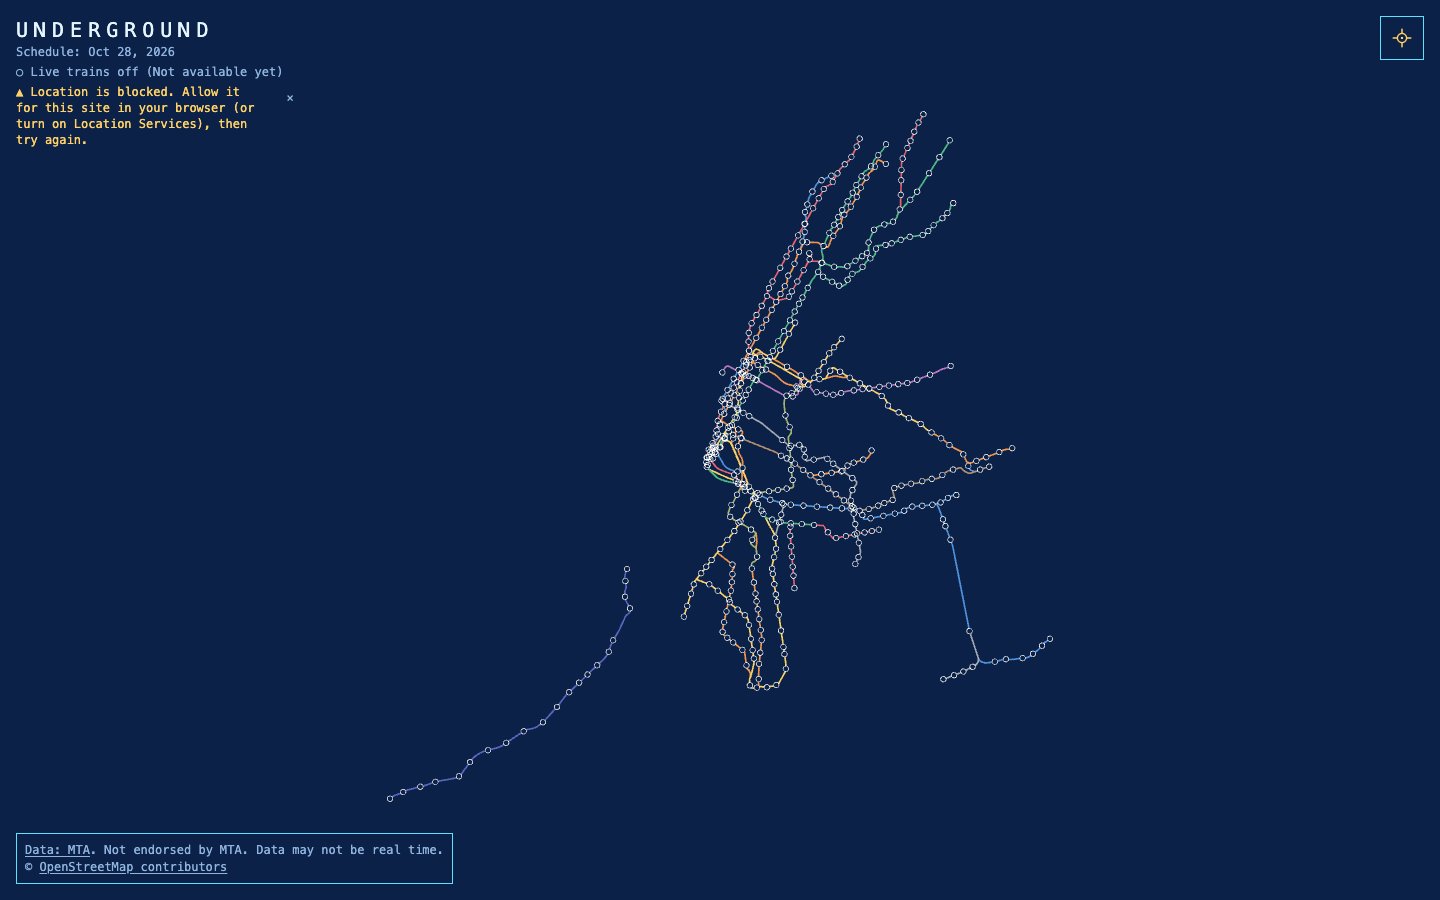 UNDERGROUND
Schedule: Oct 28, 2026
○ Live trains off (Not available yet)
▲ Location is blocked. Allow it
for this site in your browser (or
turn on Location Services), then
try again.
×
Data: MTA. Not endorsed by MTA. Data may not be real time.
© OpenStreetMap contributors